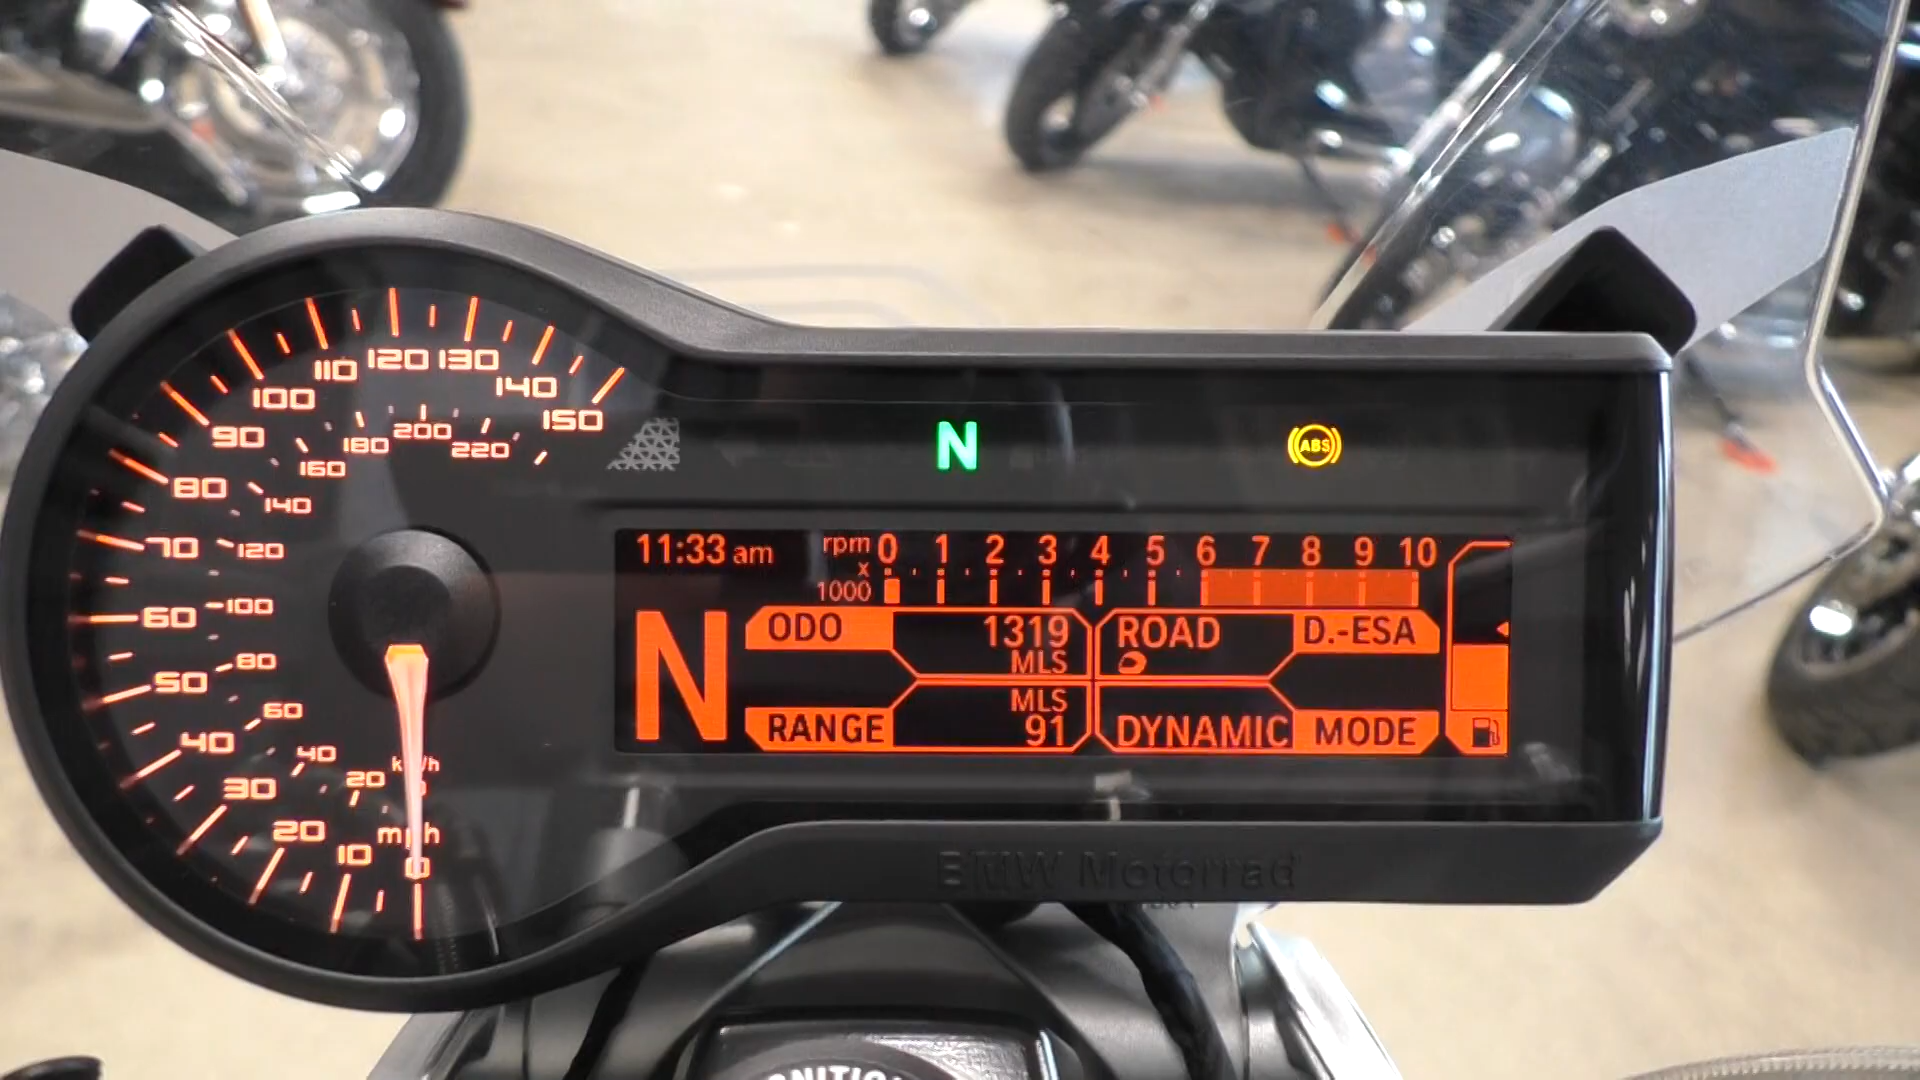 120 130
110 140
100 150
90 180 200 220
80 160
140
70 120
60 100
50 80
60
40 40
20 km/h
30
20 mph
10 0
N ABS
11:33 am rpm 0 1 2 3 4 5 6 7 8 9 10
x
1000
N ODO 1319 ROAD D.-ESA
MLS
MLS
RANGE 91 DYNAMIC MODE
BMW Motorrad